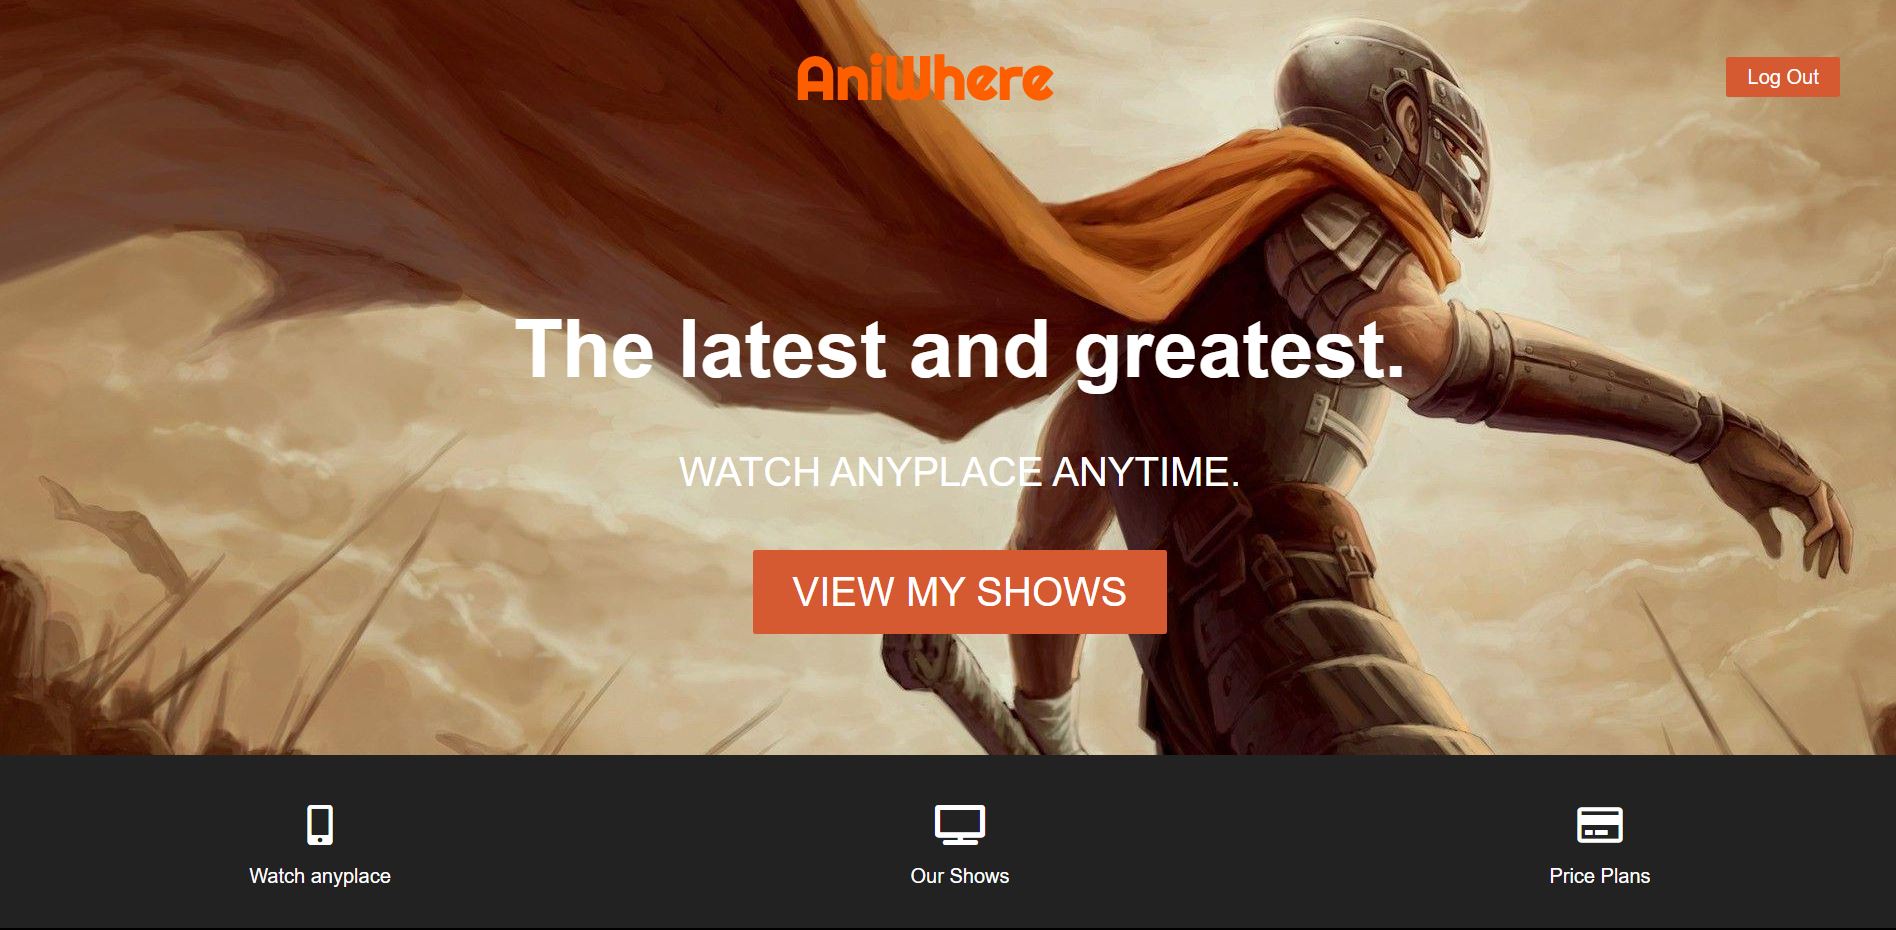 AniWhere
Log Out
The latest and greatest.
WATCH ANYPLACE ANYTIME.
VIEW MY SHOWS
Watch anyplace
Our Shows
Price Plans